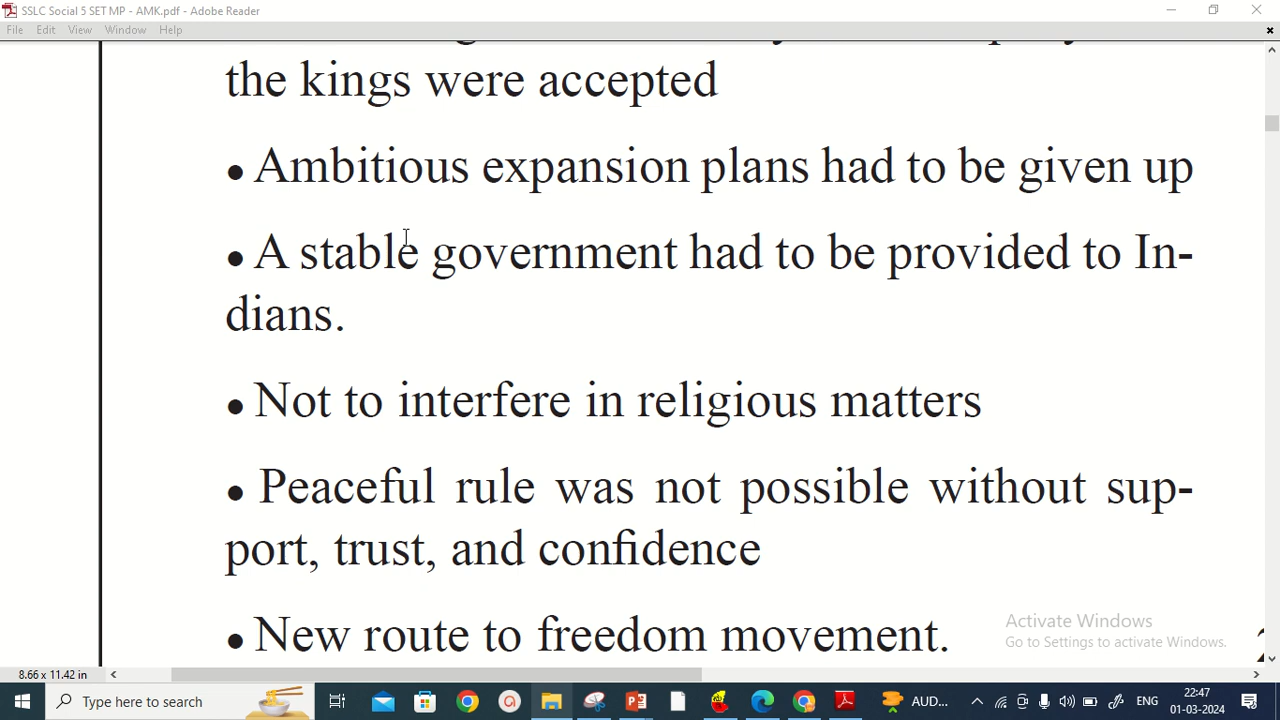 SSLC Social 5 SET MP - AMK.pdf - Adobe Reader
File Edit View Window Help
the kings were accepted
● Ambitious expansion plans had to be given up
● A stable government had to be provided to In-
dians.
● Not to interfere in religious matters
● Peaceful rule was not possible without sup-
port, trust, and confidence
● New route to freedom movement.
Activate Windows
Go to Settings to activate Windows.
8.66 x 11.42 in
Type here to search
AUD...
ENG
22:47
01-03-2024